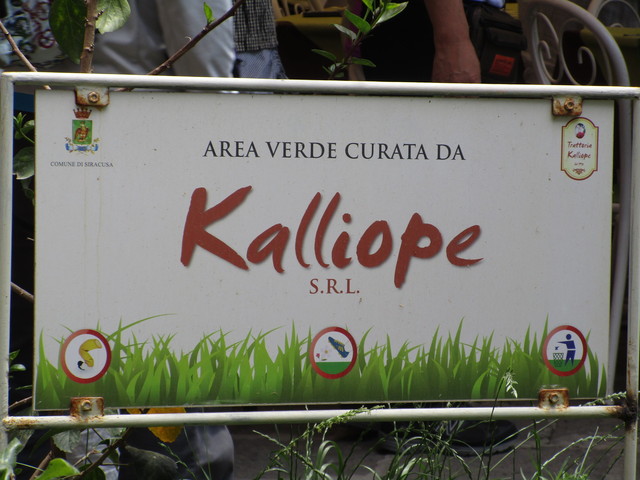 COMUNE DI SIRACUSA
AREA VERDE CURATA DA
Trattoria
Kalliope
Kalliope
S.R.L.